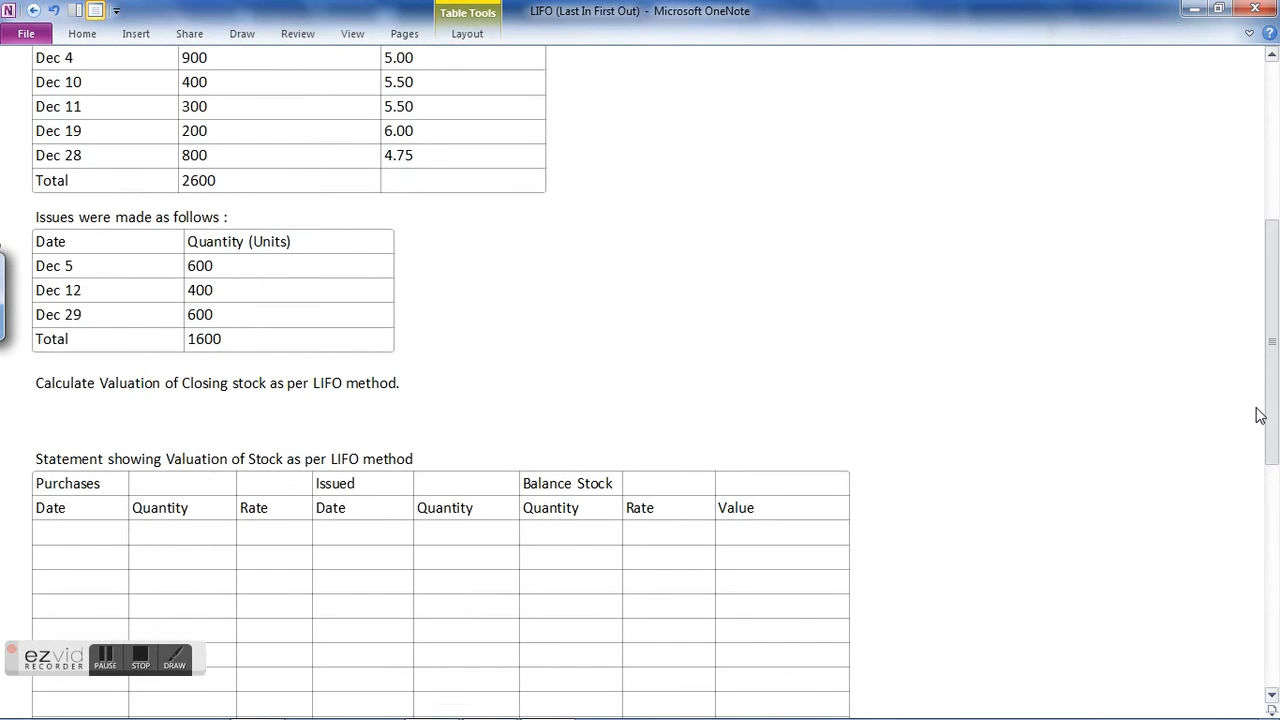 LIFO (Last In First Out) - Microsoft OneNote
Table Tools
File Home Insert Share Draw Review View Pages Layout
Dec 4 900 5.00
Dec 10 400 5.50
Dec 11 300 5.50
Dec 19 200 6.00
Dec 28 800 4.75
Total 2600
Issues were made as follows :
Date Quantity (Units)
Dec 5 600
Dec 12 400
Dec 29 600
Total 1600
Calculate Valuation of Closing stock as per LIFO method.
Statement showing Valuation of Stock as per LIFO method
Purchases Issued Balance Stock
Date Quantity Rate Date Quantity Quantity Rate Value
ezvid
RECORDER
PAUSE STOP DRAW